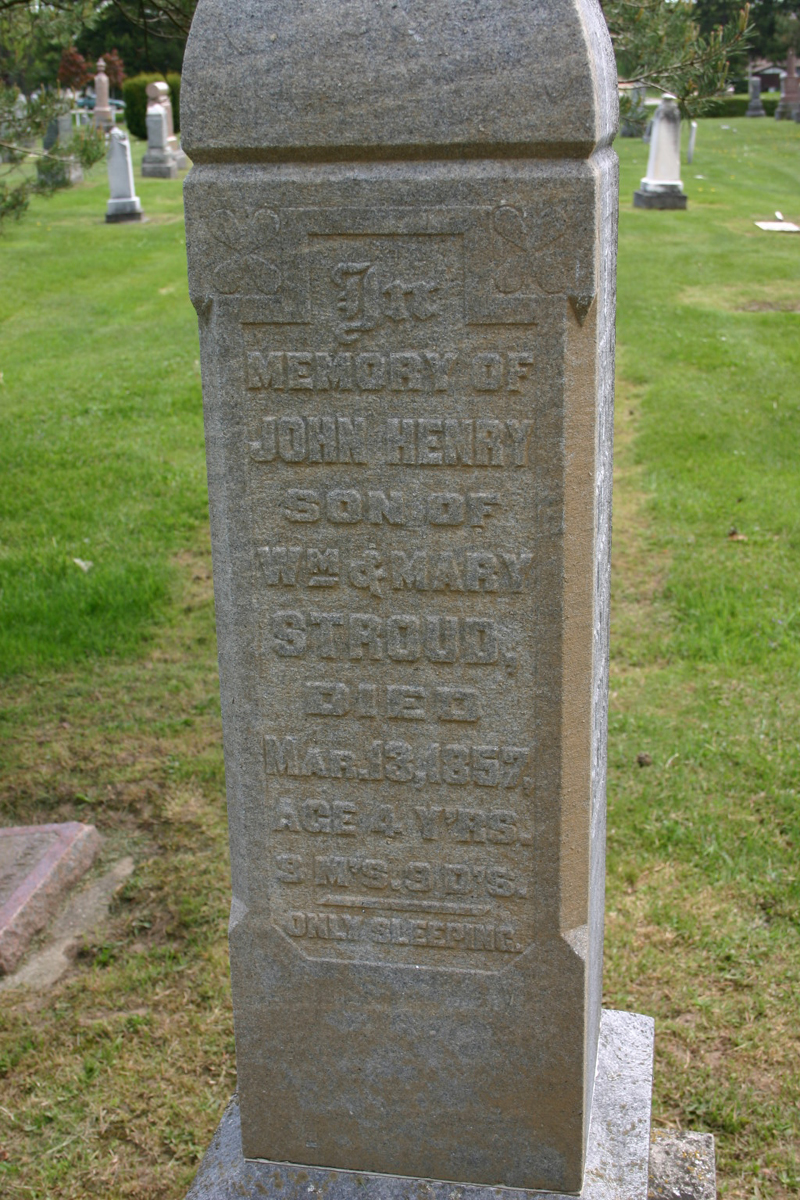 In
MEMORY OF
JOHN HENRY
SON OF
WM & MARY
STROUD,
DIED
MAR. 13, 1857,
AGE 4 Y'RS.
9 M'S. 9 D'S.
ONLY SLEEPING.